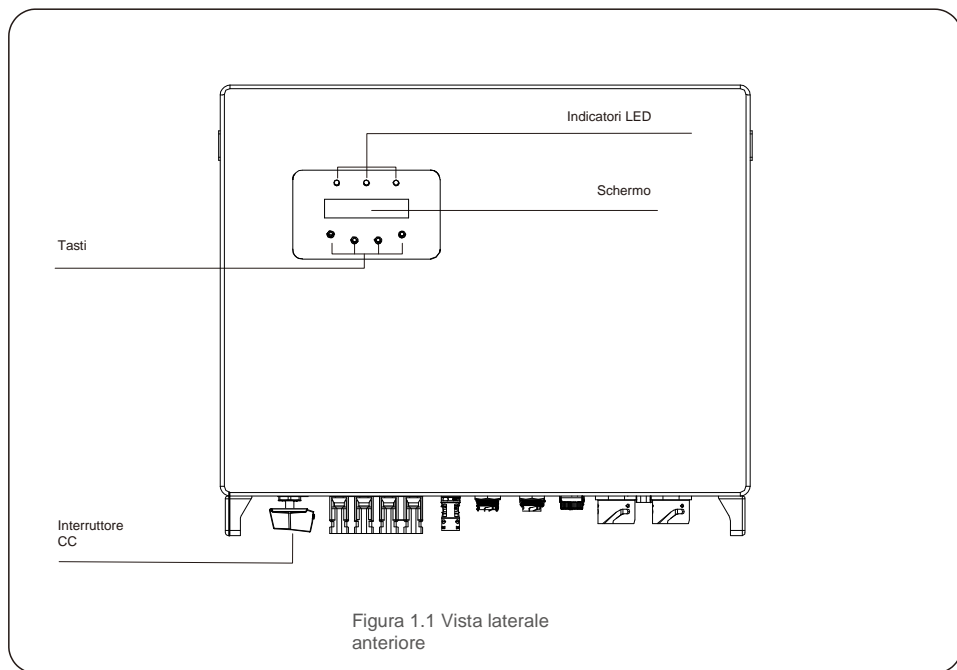 Indicatori LED
Schermo
Tasti
Interruttore
CC
Figura 1.1 Vista laterale
anteriore